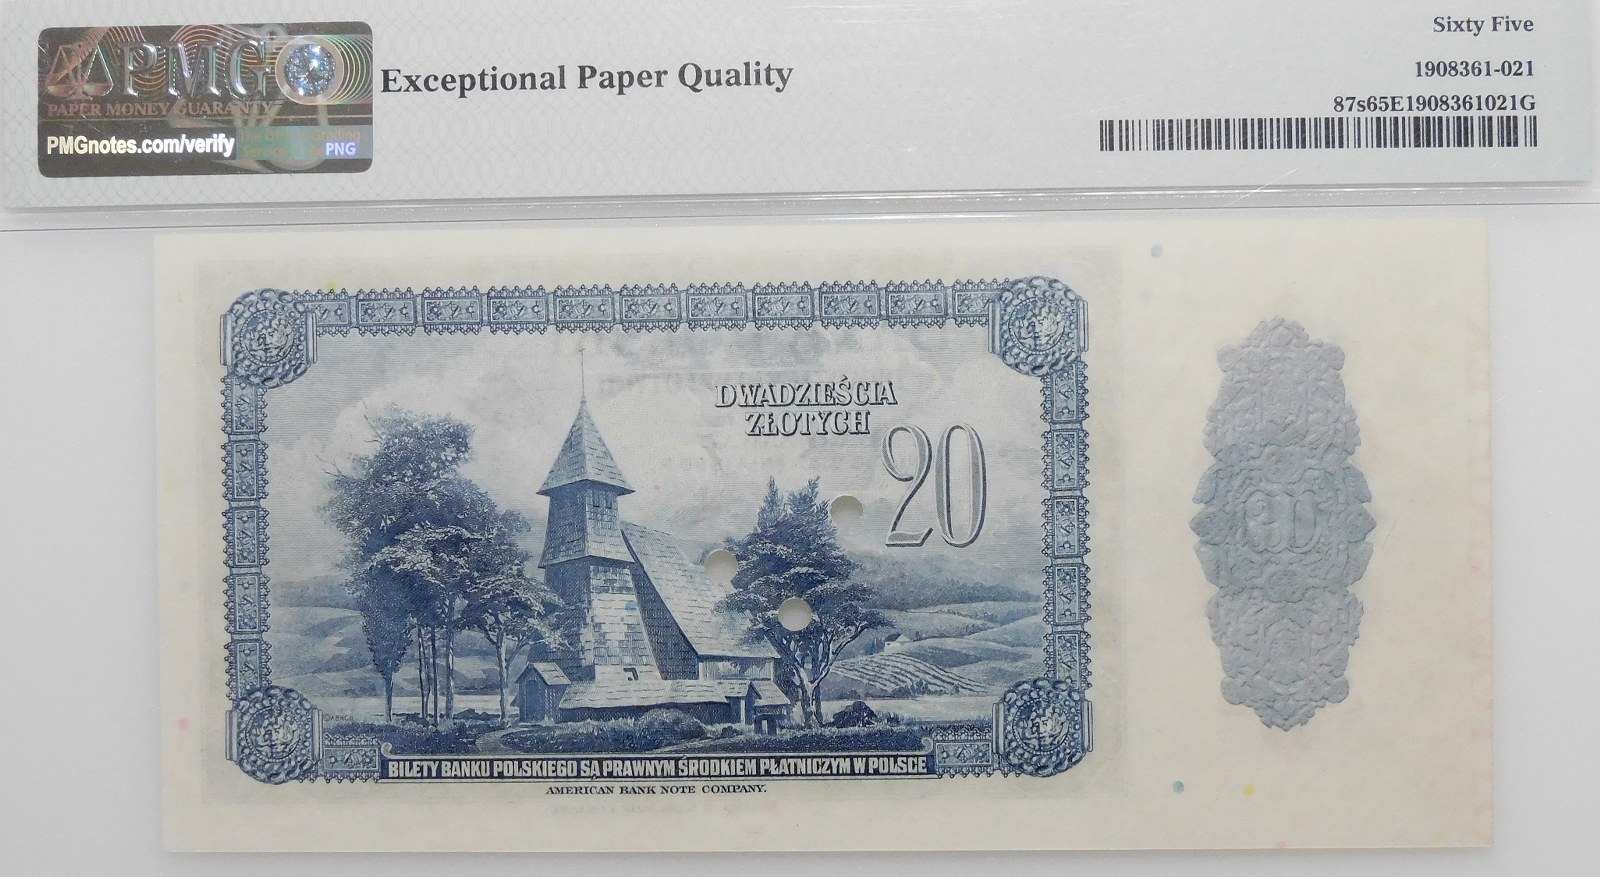 Sixty Five
PMG
Exceptional Paper Quality
1908361-021
PAPER MONEY GUARANTY
87s65E1908361021G
PMGnotes.com/verify
PNG
DWADZIEŚCIA
ZŁOTYCH
20
20
BILETY BANKU POLSKIEGO SĄ PRAWNYM ŚRODKIEM PŁATNICZYM W POLSCE
AMERICAN BANK NOTE COMPANY.